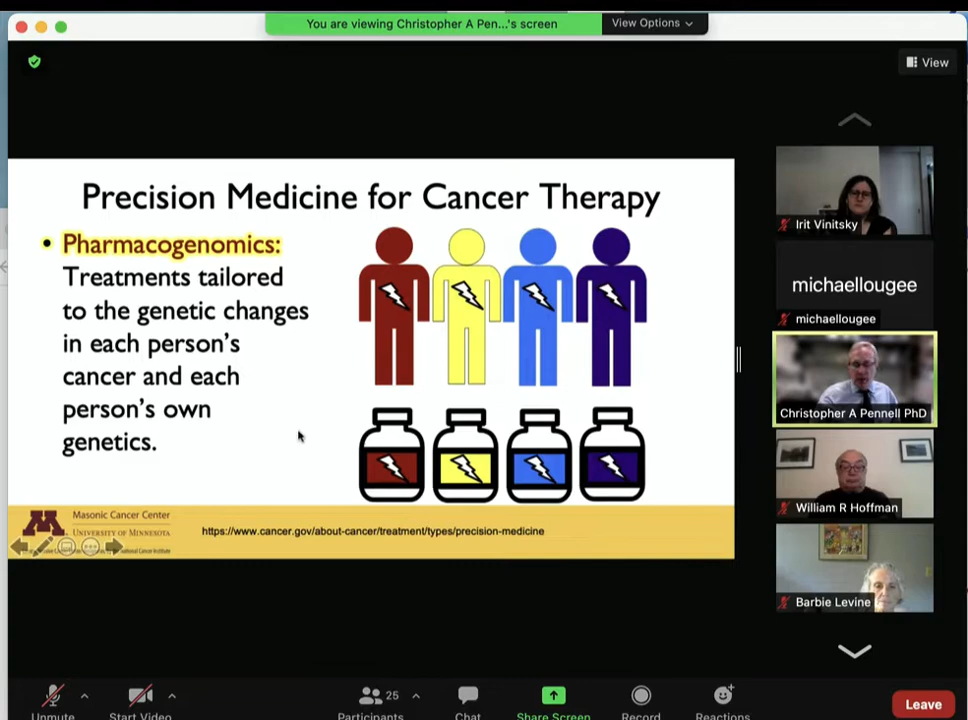 You are viewing Christopher A Pen...'s screen
View Options
View
Precision Medicine for Cancer Therapy
• Pharmacogenomics:
Treatments tailored
to the genetic changes
in each person's
cancer and each
person's own
genetics.
M
Masonic Cancer Center
UNIVERSITY OF MINNESOTA
National Cancer Institute
https://www.cancer.gov/about-cancer/treatment/types/precision-medicine
Irit Vinitsky
michaellougee
michaellougee
Christopher A Pennell PhD
William R Hoffman
Barbie Levine
Unmute
Start Video
25
Participants
Chat
Share Screen
Record
Reactions
Leave